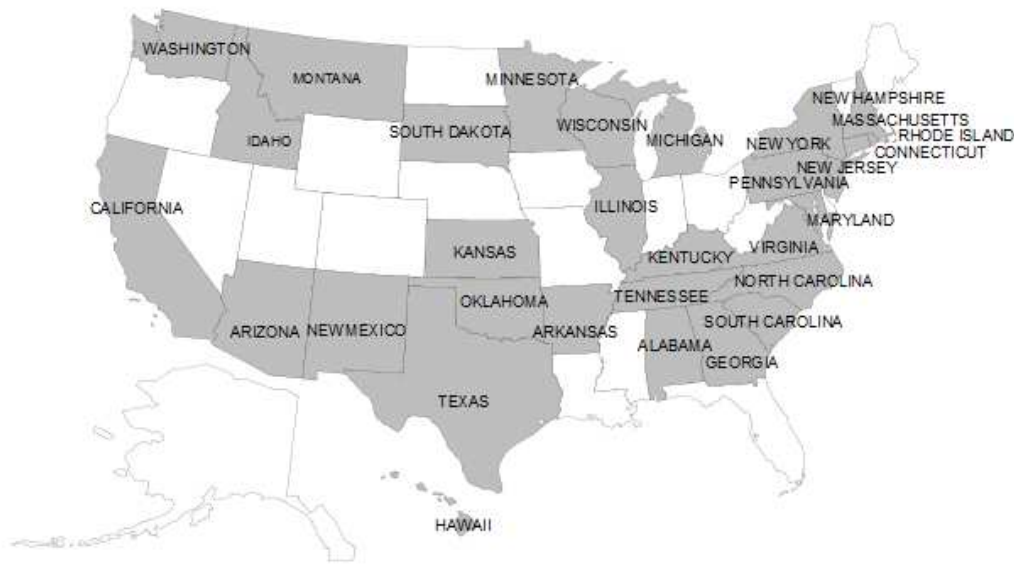 WASHINGTON
MONTANA
MINNESOTA
NEW HAMPSHIRE
MASSACHUSETTS
SOUTH DAKOTA
WISCONSIN
RHODE ISLAND
IDAHO
MICHIGAN
NEW YORK
CONNECTICUT
NEW JERSEY
PENNSYLVANIA
CALIFORNIA
ILLINOIS
MARYLAND
KANSAS
KENTUCKY
VIRGINIA
NORTH CAROLINA
OKLAHOMA
TENNESSEE
SOUTH CAROLINA
ARIZONA
NEW MEXICO
ARKANSAS
ALABAMA
GEORGIA
TEXAS
HAWAII